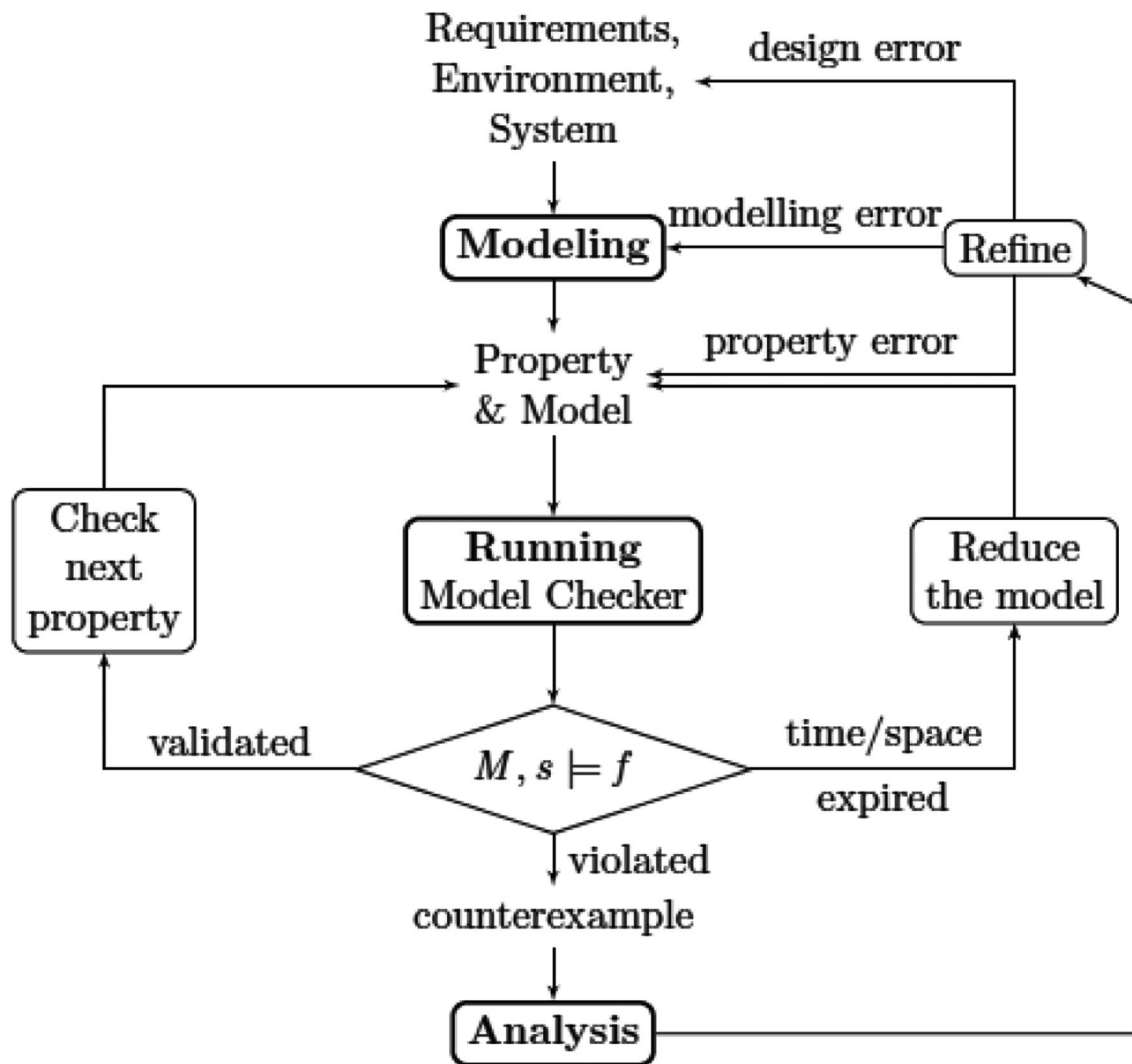 Requirements,
Environment,
System
design error
Modeling
modelling error
Refine
Property
& Model
property error
Check
next
property
Running
Model Checker
Reduce
the model
validated
M, s ⊨ f
time/space
expired
violated
counterexample
Analysis